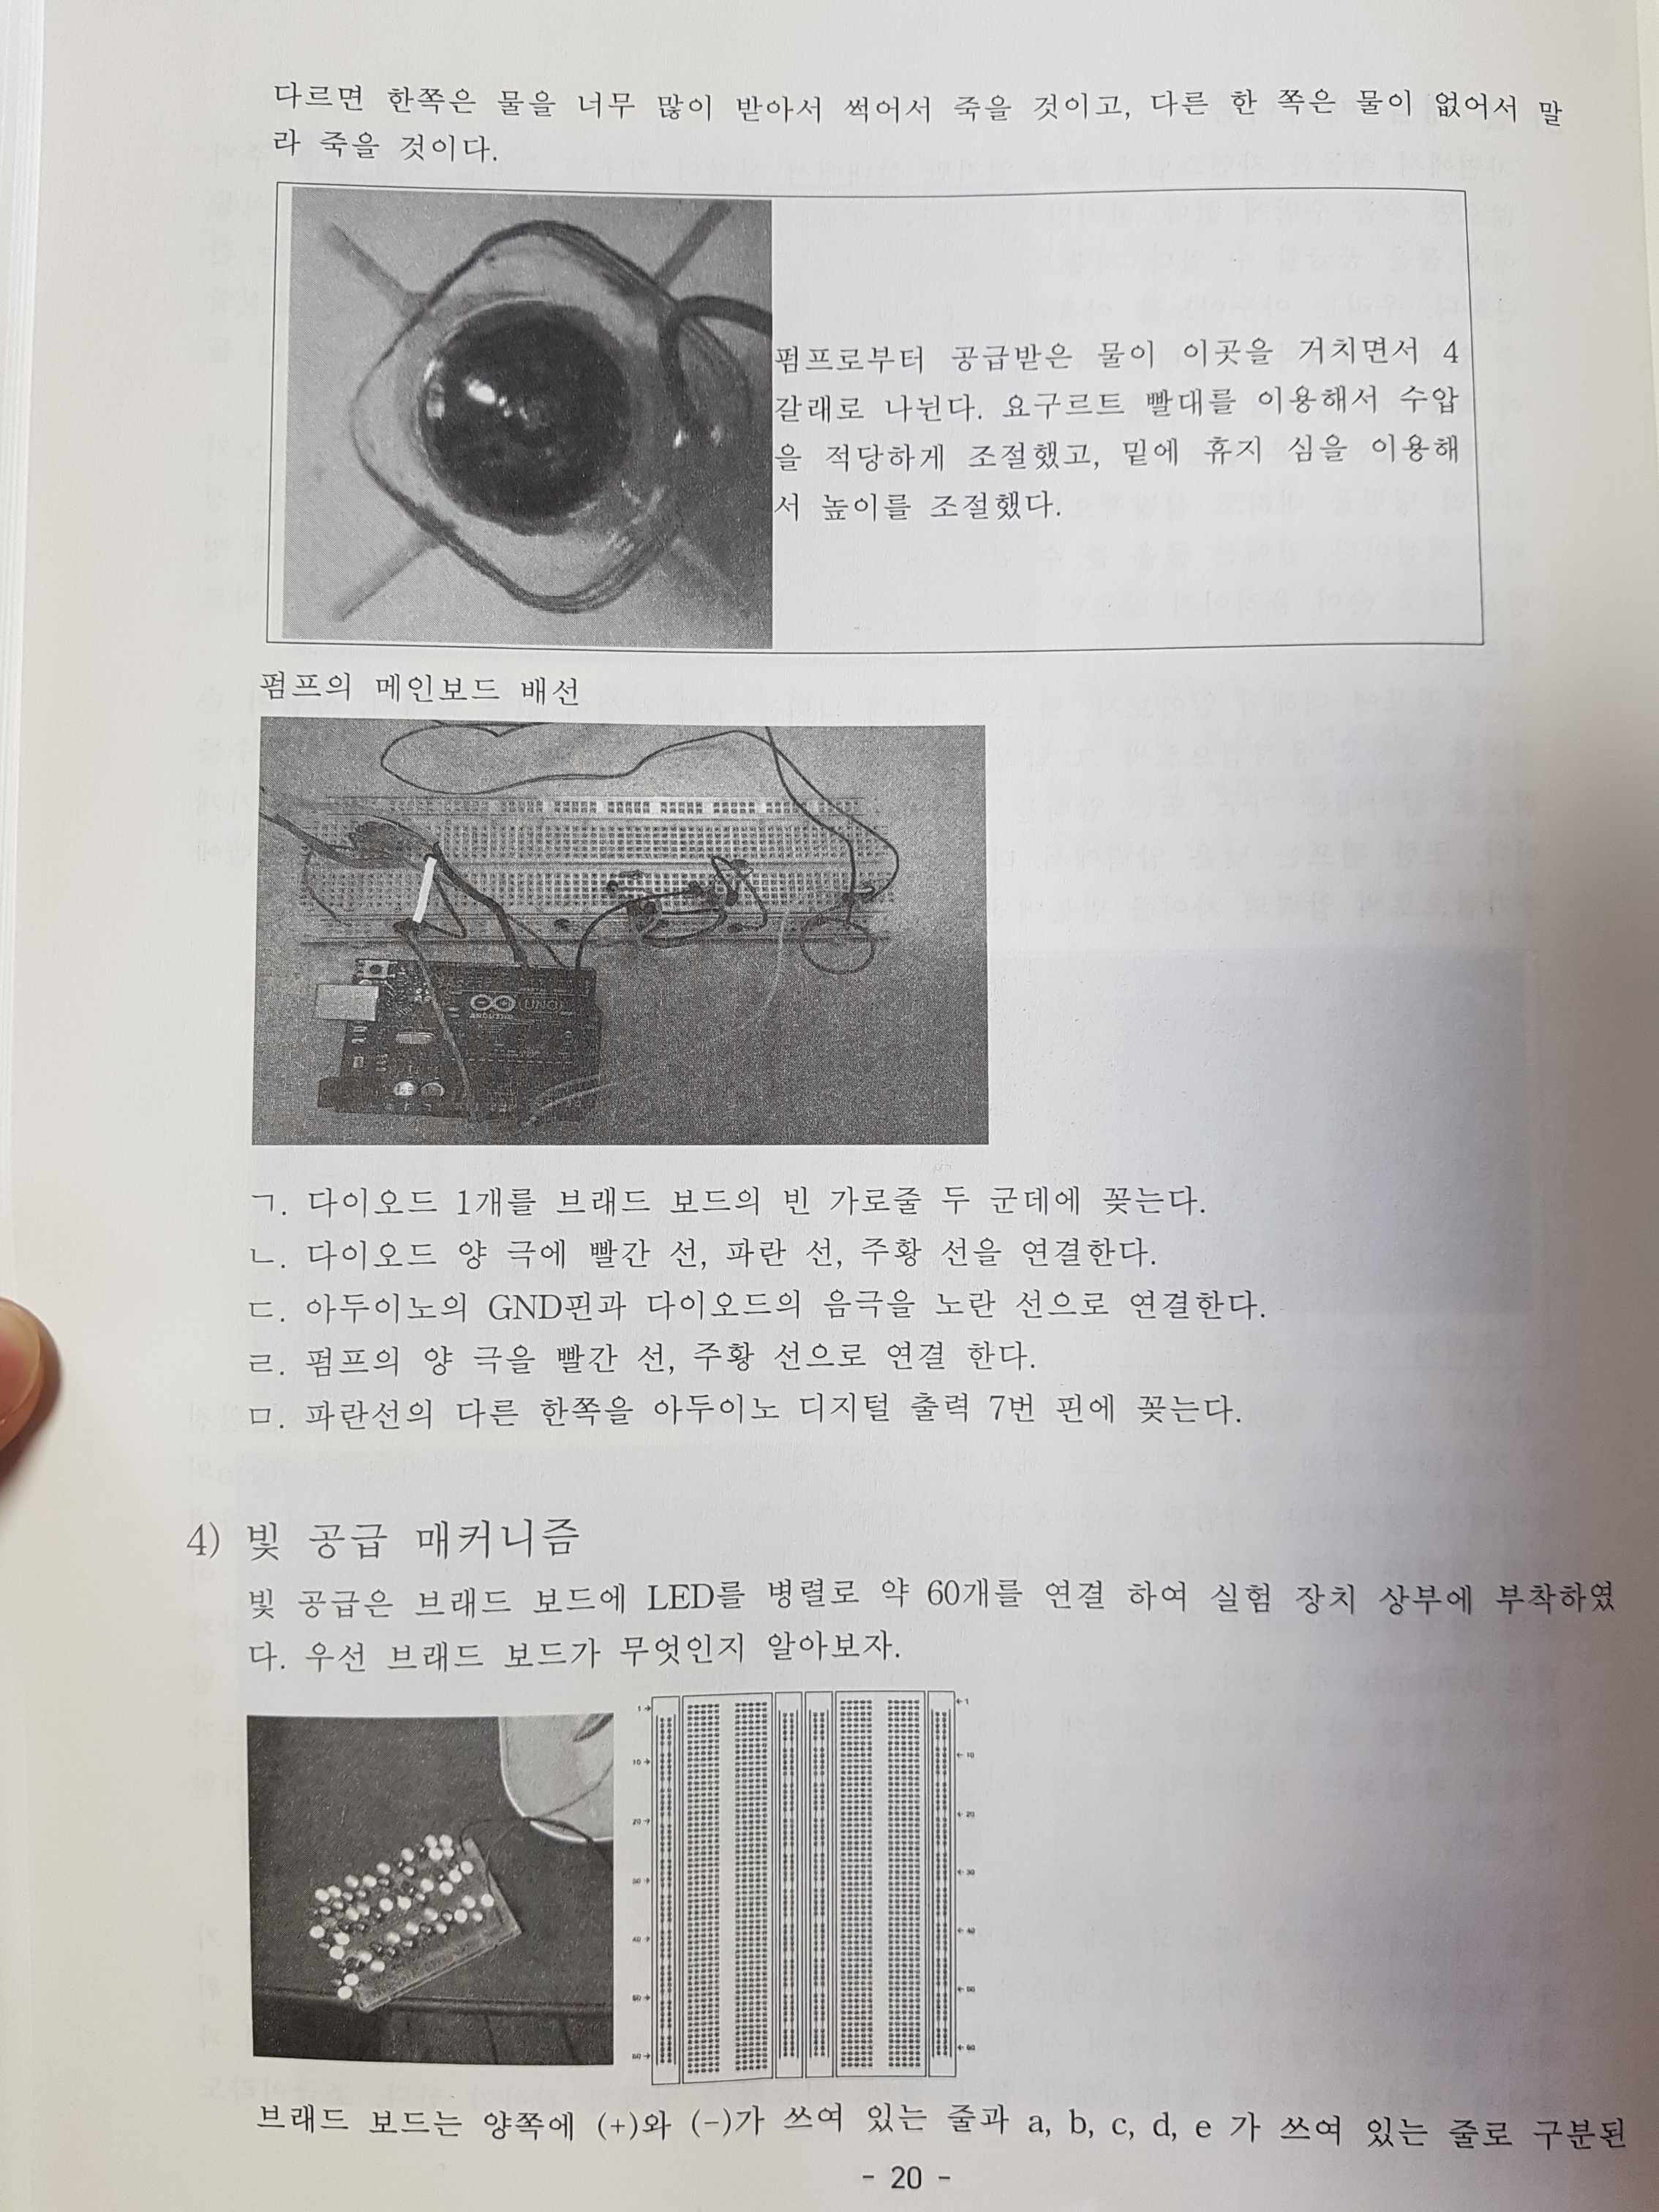 다르면 한쪽은 물을 너무 많이 받아서 썩어서 죽을 것이고, 다른 한 쪽은 물이 없어서 말
라 죽을 것이다.
펌프로부터 공급받은 물이 이곳을 거치면서 4
갈래로 나뉜다. 요구르트 빨대를 이용해서 수압
을 적당하게 조절했고, 밑에 휴지 심을 이용해
서 높이를 조절했다.
펌프의 메인보드 배선
UNO
ARDUINO
ㄱ. 다이오드 1개를 브래드 보드의 빈 가로줄 두 군데에 꽂는다.
ㄴ. 다이오드 양 극에 빨간 선, 파란 선, 주황 선을 연결한다.
ㄷ. 아두이노의 GND핀과 다이오드의 음극을 노란 선으로 연결한다.
ㄹ. 펌프의 양 극을 빨간 선, 주황 선으로 연결 한다.
ㅁ. 파란선의 다른 한쪽을 아두이노 디지털 출력 7번 핀에 꽂는다.
4) 빛 공급 매커니즘
빛 공급은 브래드 보드에 LED를 병렬로 약 60개를 연결 하여 실험 장치 상부에 부착하였
다. 우선 브래드 보드가 무엇인지 알아보자.
1 1
10 10
20 20
30 30
40 40
50 50
60 60
브래드 보드는 양쪽에 (+)와 (-)가 쓰여 있는 줄과 a, b, c, d, e 가 쓰여 있는 줄로 구분된
- 20 -